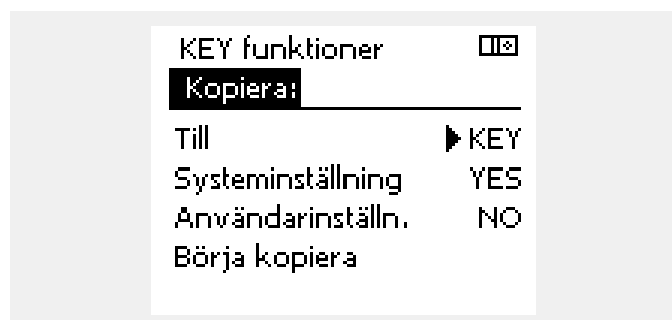 KEY funktioner
Kopiera:
Till ▶ KEY
Systeminställning YES
Användarinställn. NO
Börja kopiera